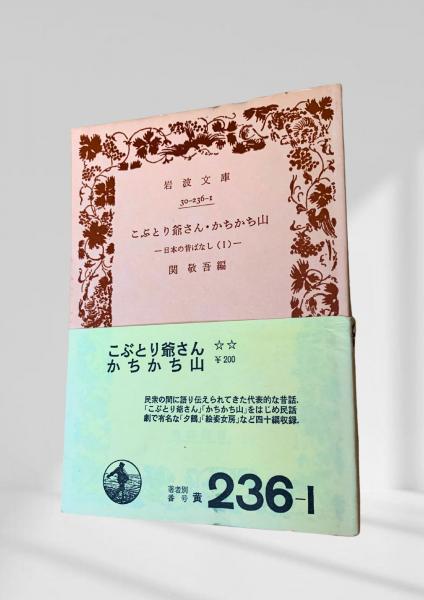 岩波文庫
30-236-1
こぶとり爺さん・かちかち山
―日本の昔ばなし(I)―
関敬吾編
こぶとり爺さん ☆☆
かちかち山 ￥200
民衆の間に語り伝えられてきた代表的な昔話。
「こぶとり爺さん」「かちかち山」をはじめ民話
劇で有名な「夕鶴」「絵姿女房」など四十編収録。
著者別
番号 黄 236-1